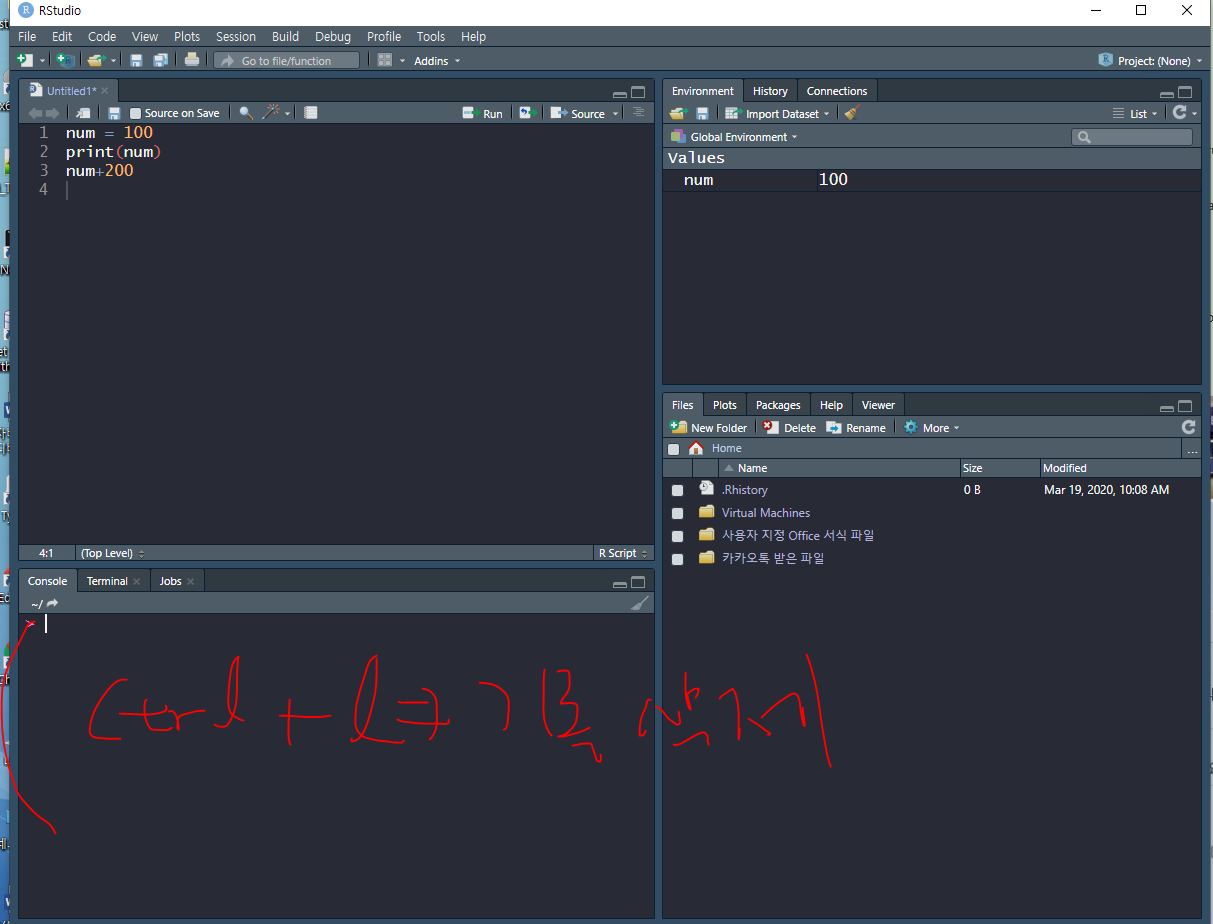 RStudio
File Edit Code View Plots Session Build Debug Profile Tools Help
Go to file/function Addins Project: (None)
Untitled1*
Source on Save Run Source
1 num = 100
2 print(num)
3 num+200
4
4:1 (Top Level) R Script
Console Terminal Jobs
~/
>
Ctrl + l
Environment History Connections
Import Dataset List
Global Environment
Values
num 100
Files Plots Packages Help Viewer
New Folder Delete Rename More
Home ...
Name Size Modified
.Rhistory 0 B Mar 19, 2020, 10:08 AM
Virtual Machines
사용자 지정 Office 서식 파일
카카오톡 받은 파일